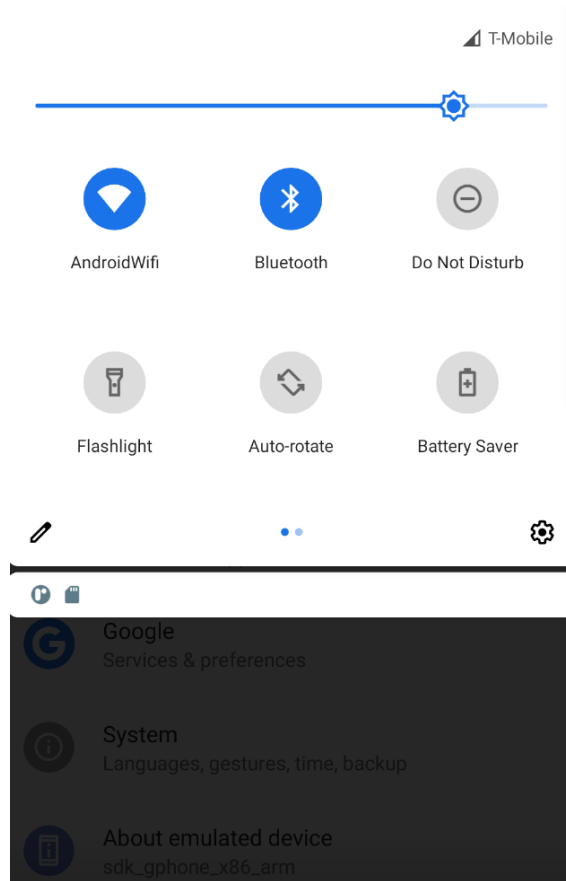 T-Mobile
AndroidWifi
Bluetooth
Do Not Disturb
Flashlight
Auto-rotate
Battery Saver
Google
Services & preferences
System
Languages, gestures, time, backup
About emulated device
sdk_gphone_x86_arm